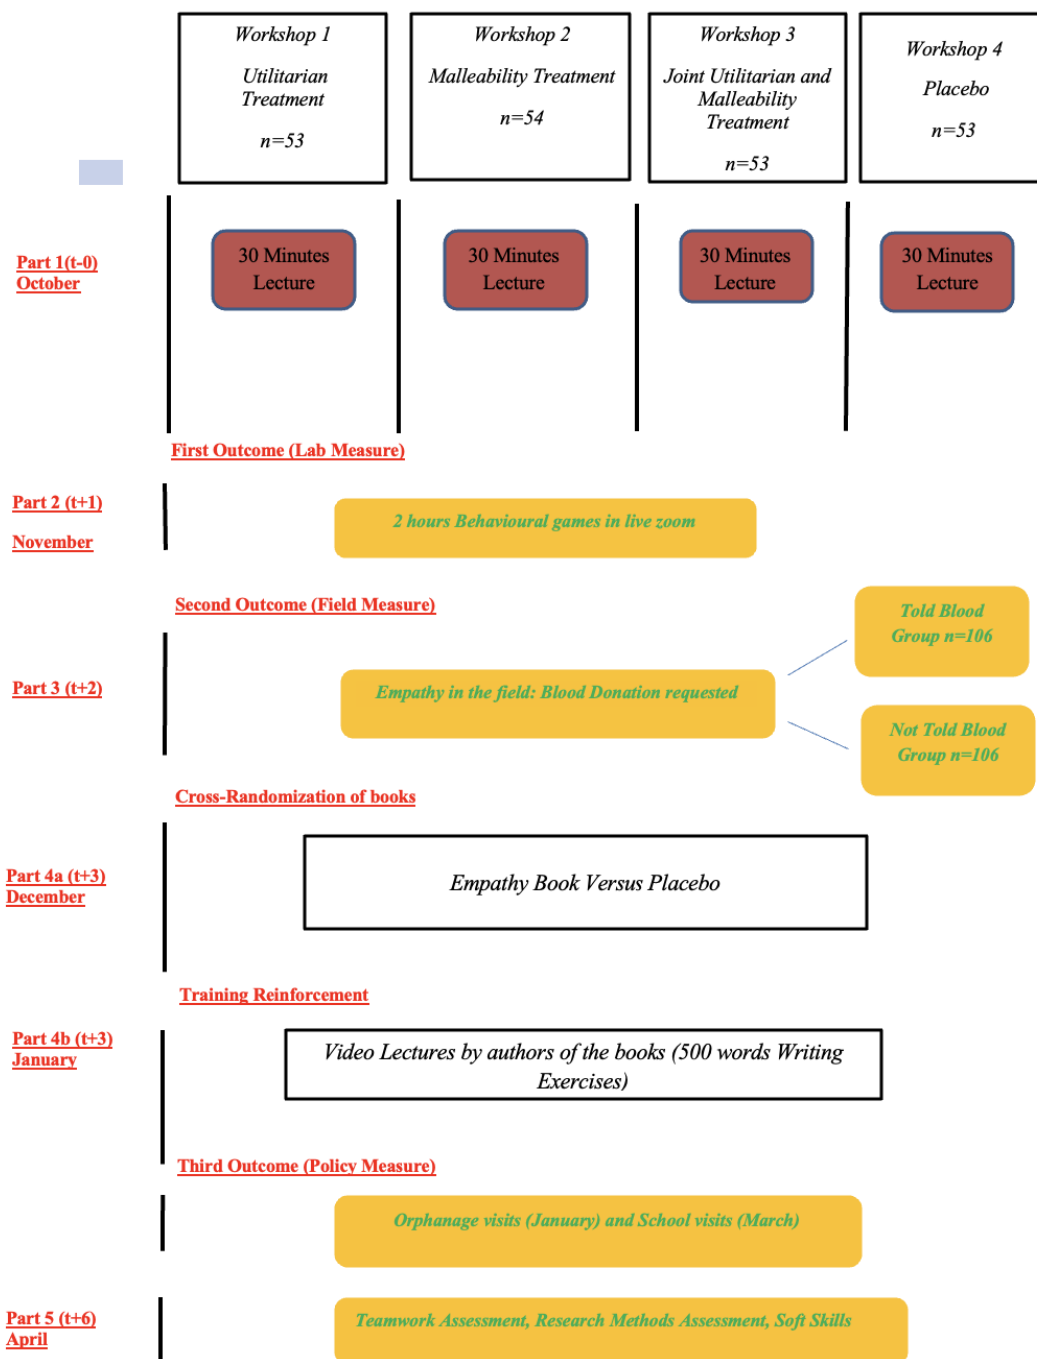 Workshop 1
Utilitarian
Treatment
n=53
Workshop 2
Malleability Treatment
n=54
Workshop 3
Joint Utilitarian and
Malleability
Treatment
n=53
Workshop 4
Placebo
n=53
Part 1(t-0)
October
30 Minutes
Lecture
30 Minutes
Lecture
30 Minutes
Lecture
30 Minutes
Lecture
First Outcome (Lab Measure)
Part 2 (t+1)
November
2 hours Behavioural games in live zoom
Second Outcome (Field Measure)
Told Blood
Group n=106
Part 3 (t+2)
Empathy in the field: Blood Donation requested
Not Told Blood
Group n=106
Cross-Randomization of books
Part 4a (t+3)
December
Empathy Book Versus Placebo
Training Reinforcement
Part 4b (t+3)
January
Video Lectures by authors of the books (500 words Writing
Exercises)
Third Outcome (Policy Measure)
Orphanage visits (January) and School visits (March)
Part 5 (t+6)
April
Teamwork Assessment, Research Methods Assessment, Soft Skills